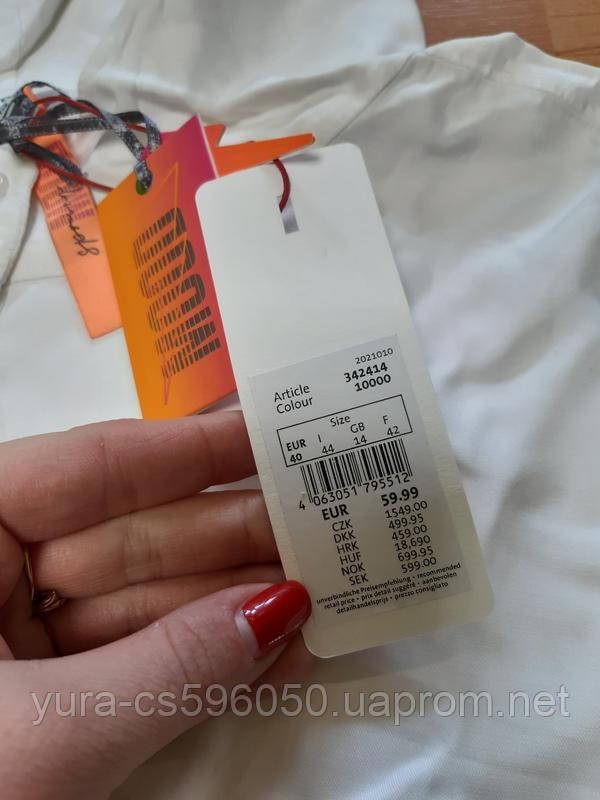 2021010
Article 342414
Colour 10000
Size
EUR I GB F
40 44 14 42
4 063051 795512
EUR 59.99
CZK 1549.00
DKK 499.95
HRK 459.00
HUF 18,690
NOK 699.95
SEK 599.00
unverbindliche Preisempfehlung • recommended
retail price • prix detail suggéré • aanbevolen
detailhandelsprijs • prezzo consigliato
yura-cs596050.uaprom.net